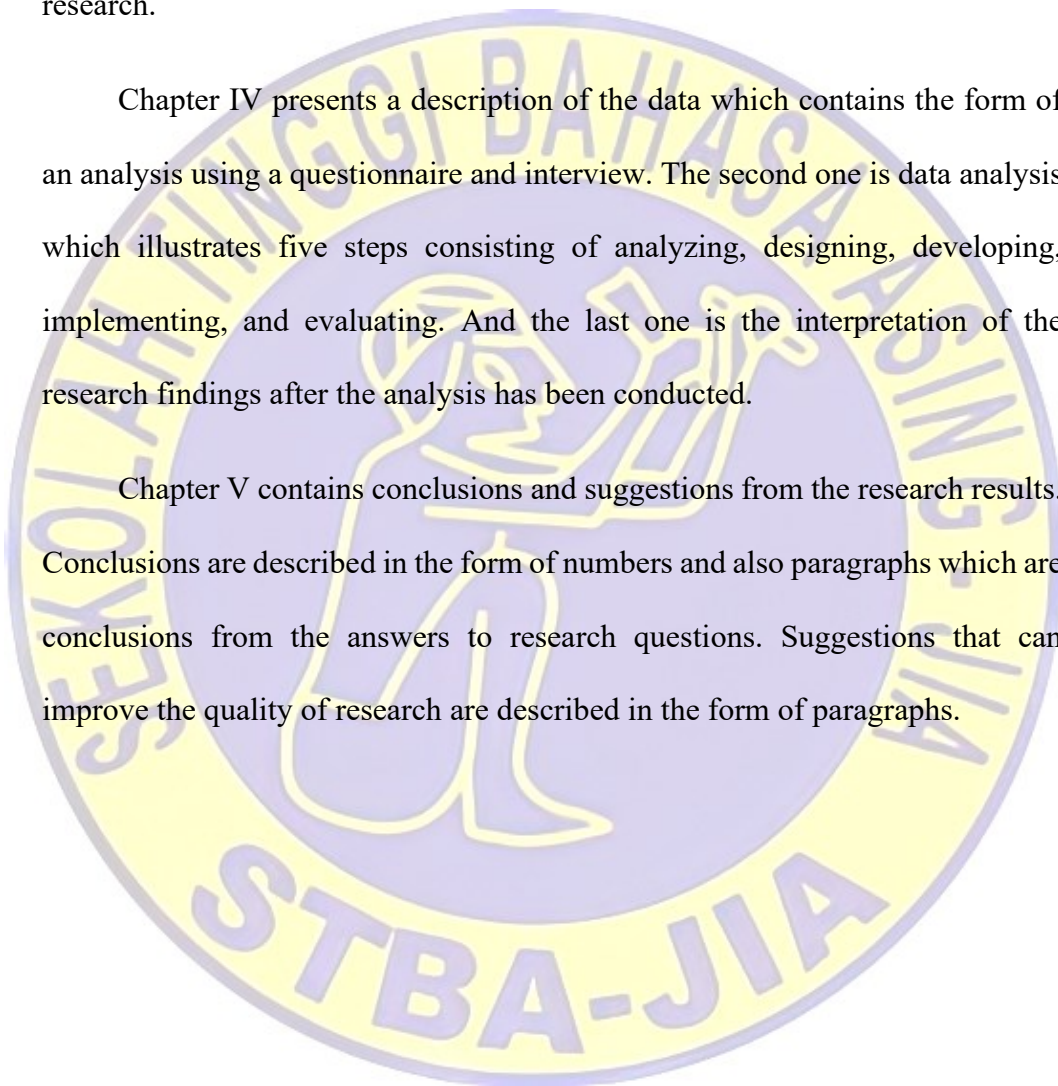 research.
Chapter IV presents a description of the data which contains the form of
an analysis using a questionnaire and interview. The second one is data analysis
which illustrates five steps consisting of analyzing, designing, developing,
implementing, and evaluating. And the last one is the interpretation of the
research findings after the analysis has been conducted.
Chapter V contains conclusions and suggestions from the research results.
Conclusions are described in the form of numbers and also paragraphs which are
conclusions from the answers to research questions. Suggestions that can
improve the quality of research are described in the form of paragraphs.
SEKOLAH TINGGI BAHASA ASING - JIA
STBA-JIA